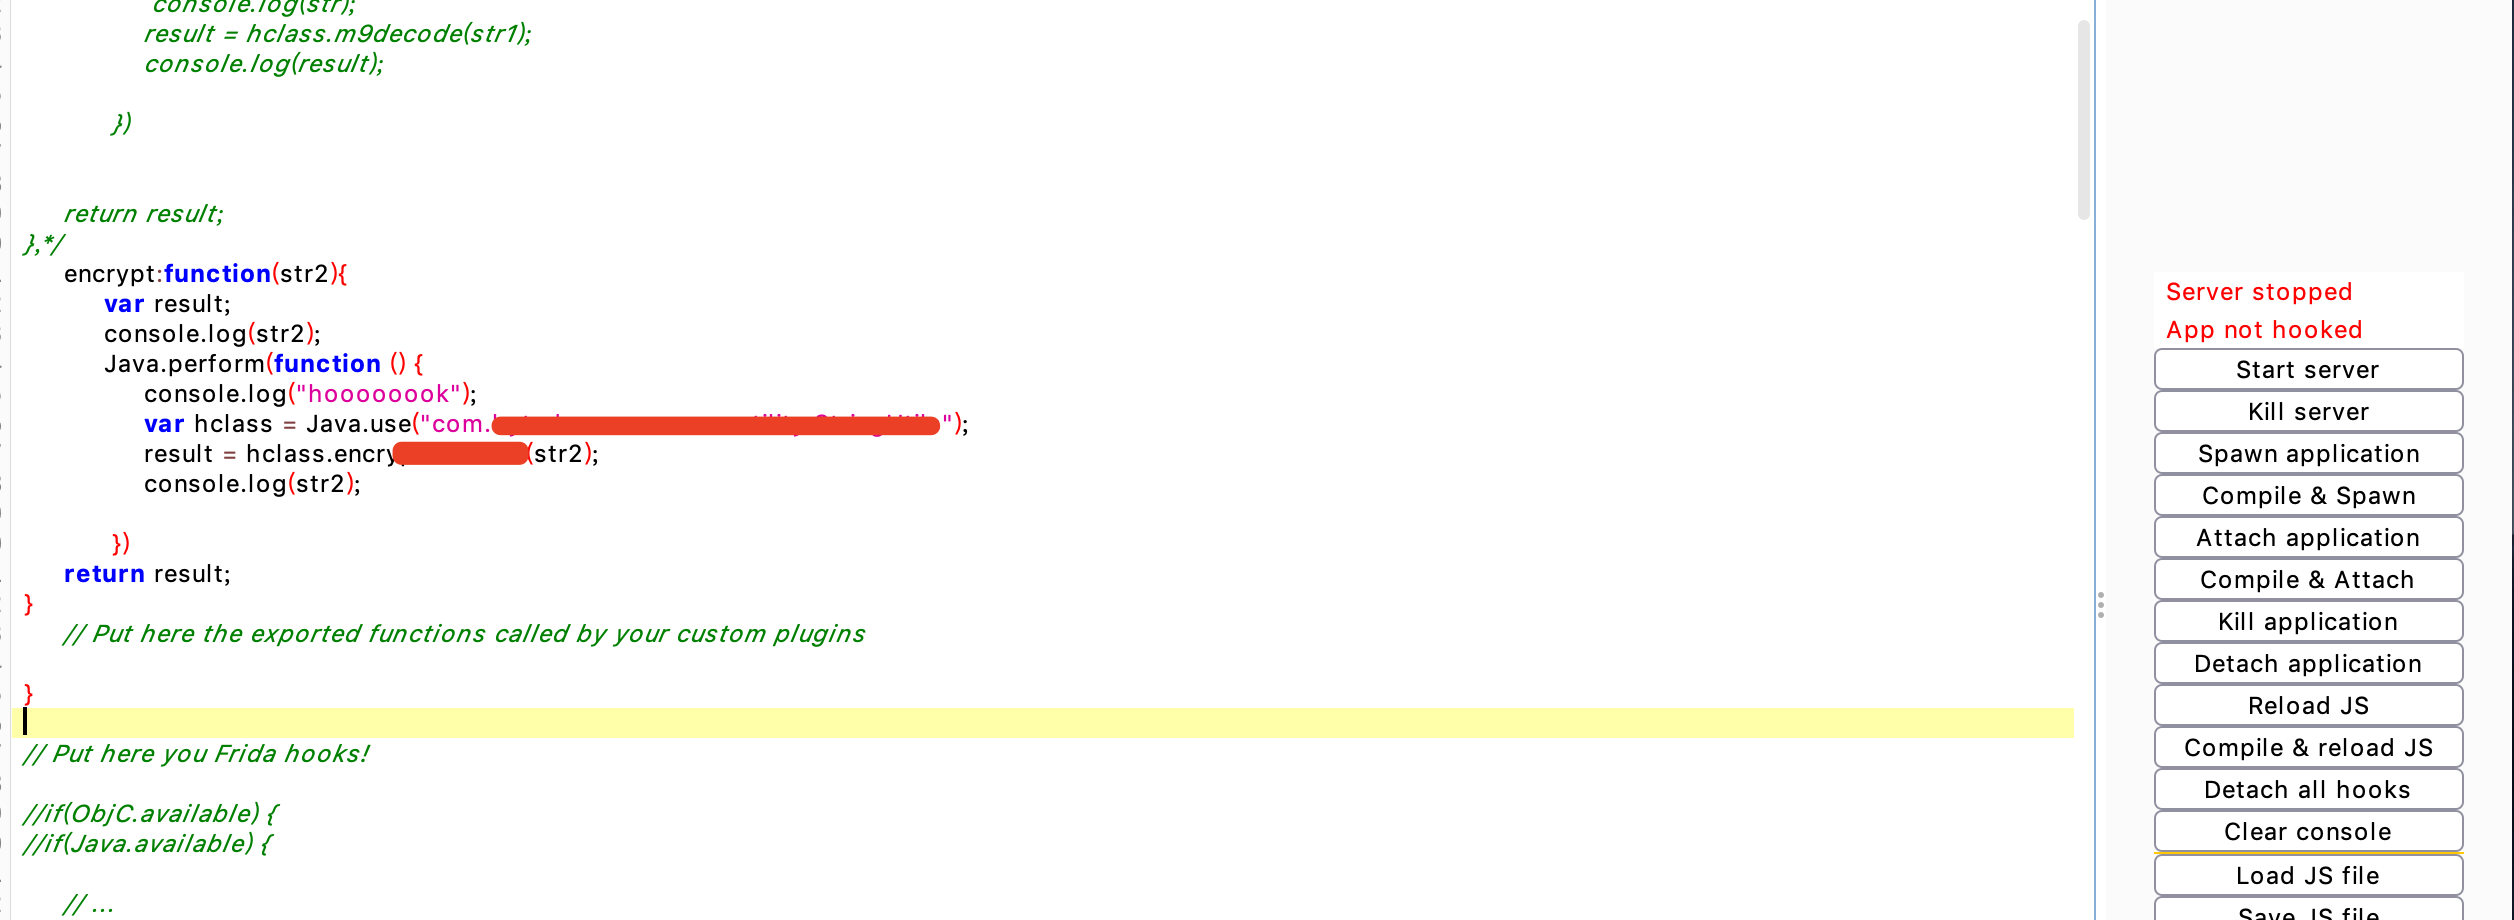 console.log(str);
result = hclass.m9decode(str1);
console.log(result);
})
return result;
},*/
encrypt:function(str2){
var result;
console.log(str2);
Java.perform(function () {
console.log("hoooooook");
var hclass = Java.use("com. ");
result = hclass.encry (str2);
console.log(str2);
})
return result;
}
// Put here the exported functions called by your custom plugins
}
// Put here you Frida hooks!
//if(ObjC.available) {
//if(Java.available) {
// ...
Server stopped
App not hooked
Start server
Kill server
Spawn application
Compile & Spawn
Attach application
Compile & Attach
Kill application
Detach application
Reload JS
Compile & reload JS
Detach all hooks
Clear console
Load JS file
Save JS file